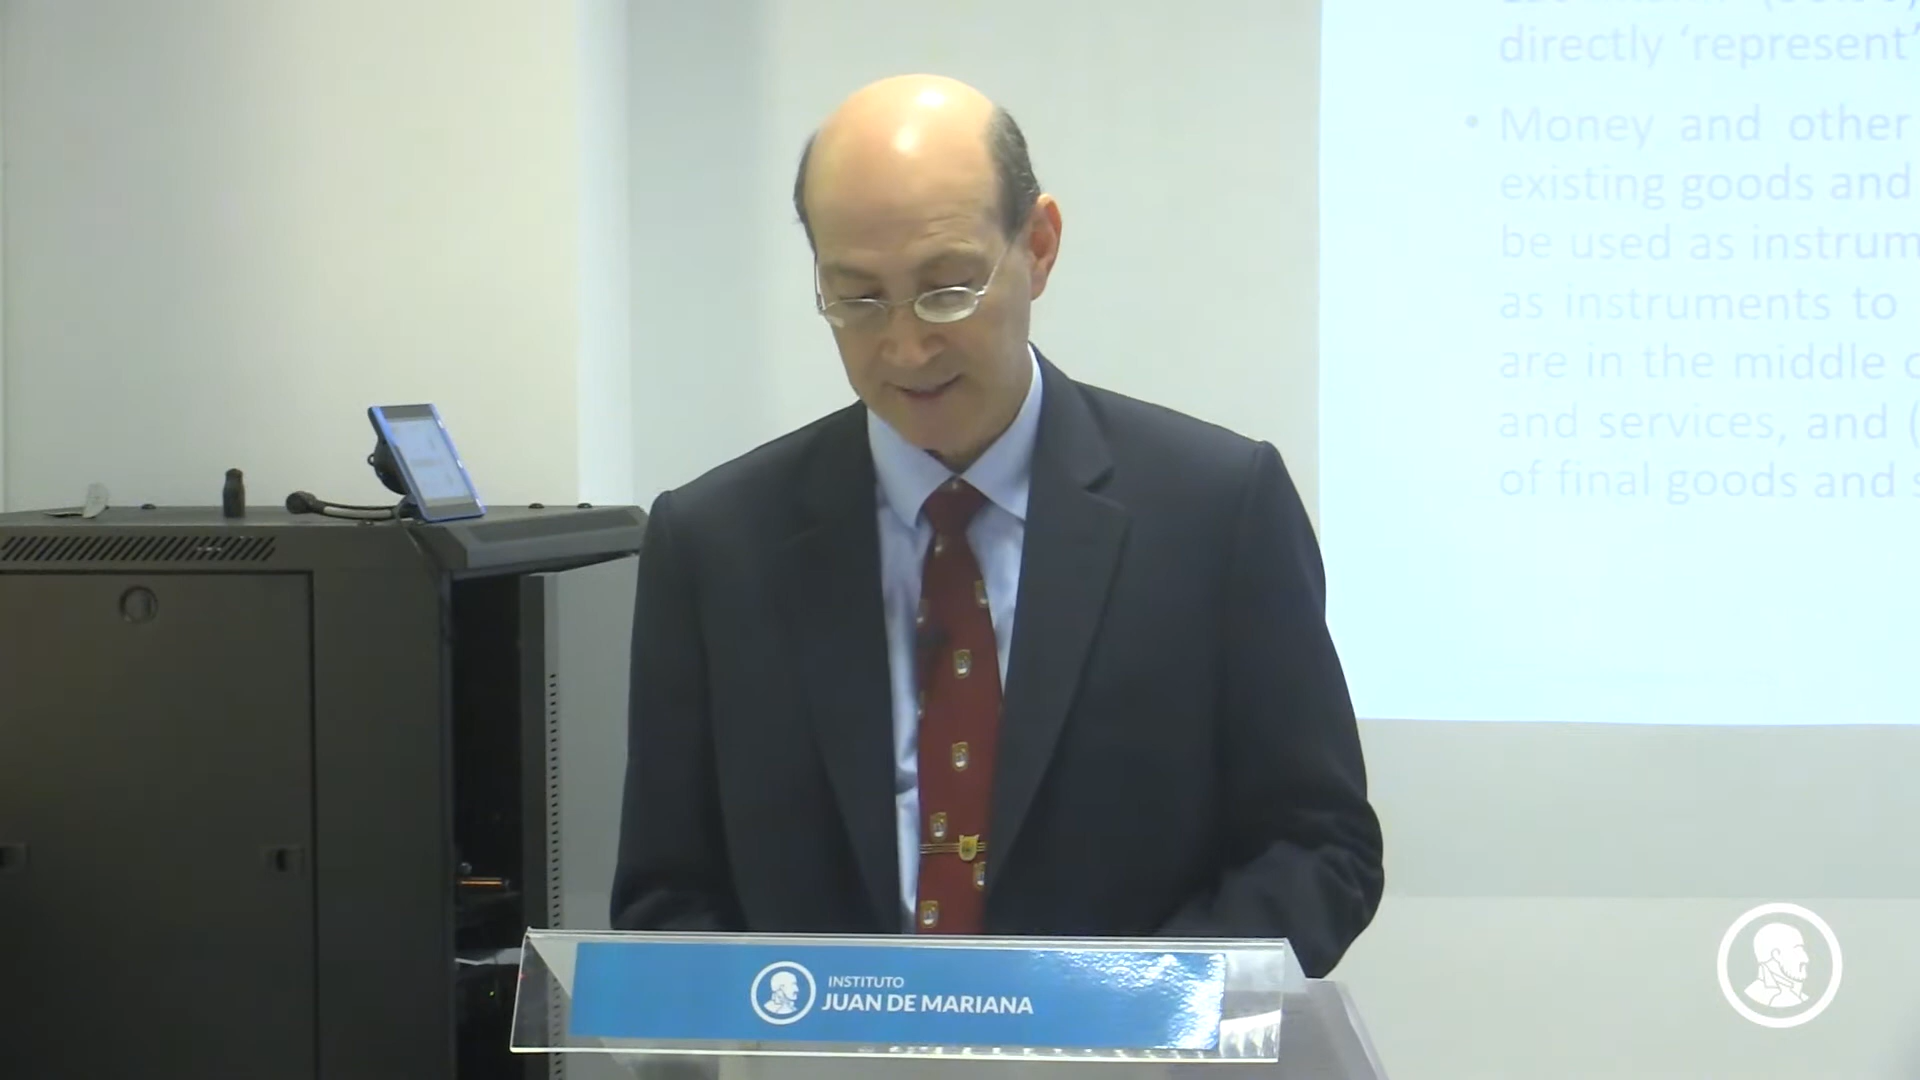 directly ‘represent’
• Money and other
existing goods and
be used as instrum
as instruments to
are in the middle
and services, and (
of final goods and s
INSTITUTO
JUAN DE MARIANA